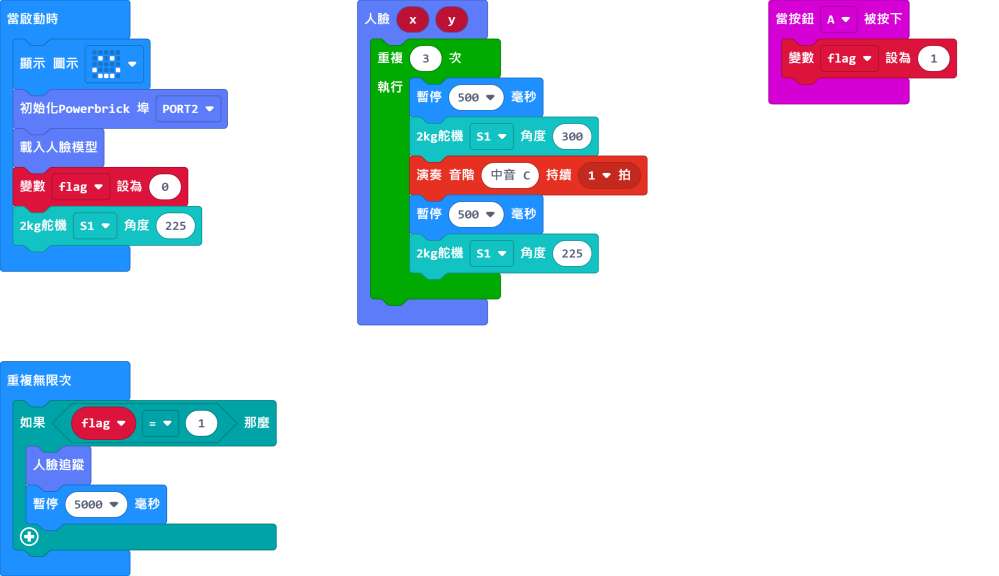 當啟動時
顯示 圖示
初始化Powerbrick 埠 PORT2
載入人臉模型
變數 flag 設為 0
2kg舵機 S1 角度 225
人臉 x y
重複 3 次
執行
暫停 500 毫秒
2kg舵機 S1 角度 300
演奏 音階 中音 C 持續 1 拍
暫停 500 毫秒
2kg舵機 S1 角度 225
當按鈕 A 被按下
變數 flag 設為 1
重複無限次
如果 flag = 1 那麼
人臉追蹤
暫停 5000 毫秒